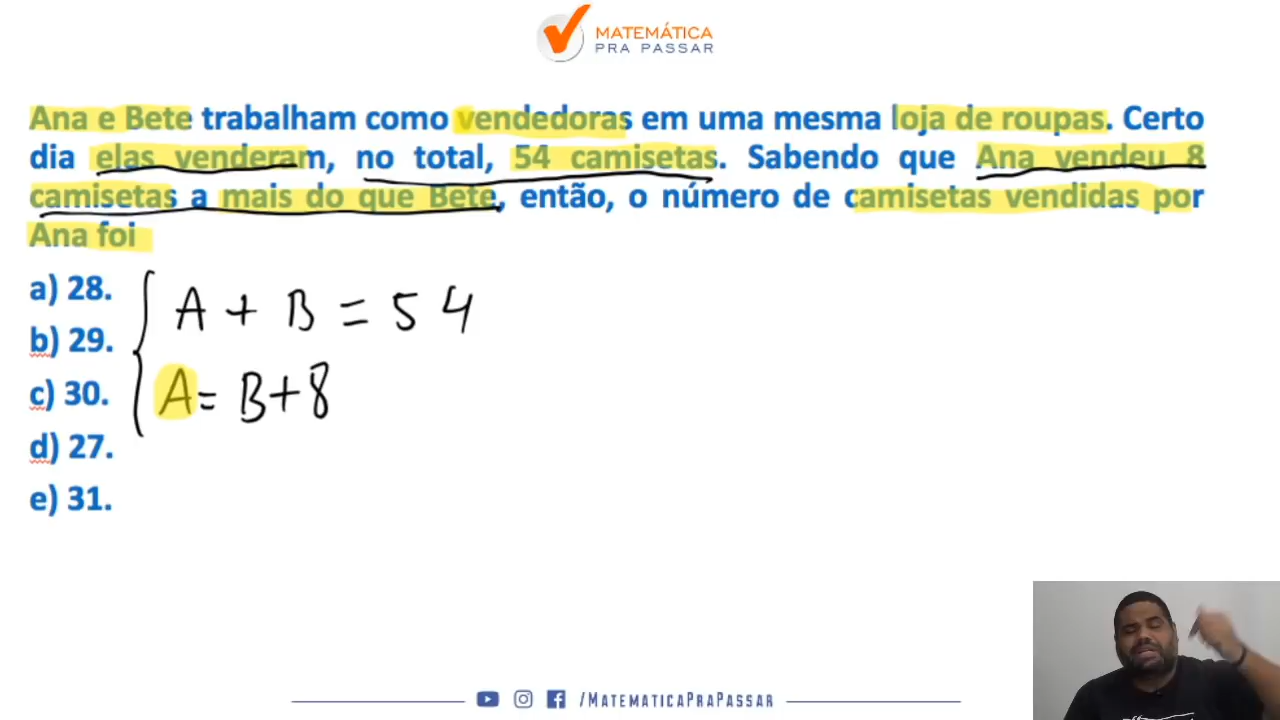 MATEMÁTICA
PRA PASSAR
Ana e Bete trabalham como vendedoras em uma mesma loja de roupas. Certo
dia elas venderam, no total, 54 camisetas. Sabendo que Ana vendeu 8
camisetas a mais do que Bete, então, o número de camisetas vendidas por
Ana foi
a) 28.
b) 29.
c) 30.
d) 27.
e) 31.
A + B = 54
A = B + 8
/MATEMATICAPRAPASSAR